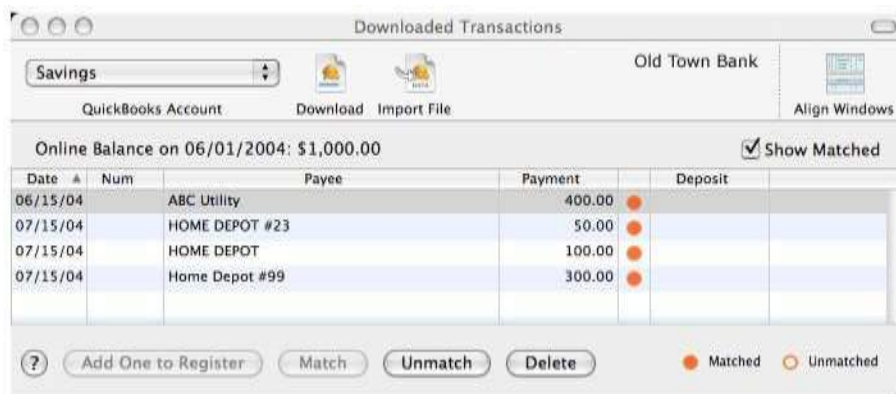 Downloaded Transactions
Savings
Old Town Bank
QuickBooks Account Download Import File Align Windows
Online Balance on 06/01/2004: $1,000.00 Show Matched
Date Num Payee Payment Deposit
06/15/04 ABC Utility 400.00
07/15/04 HOME DEPOT #23 50.00
07/15/04 HOME DEPOT 100.00
07/15/04 Home Depot #99 300.00
? Add One to Register Match Unmatch Delete Matched Unmatched